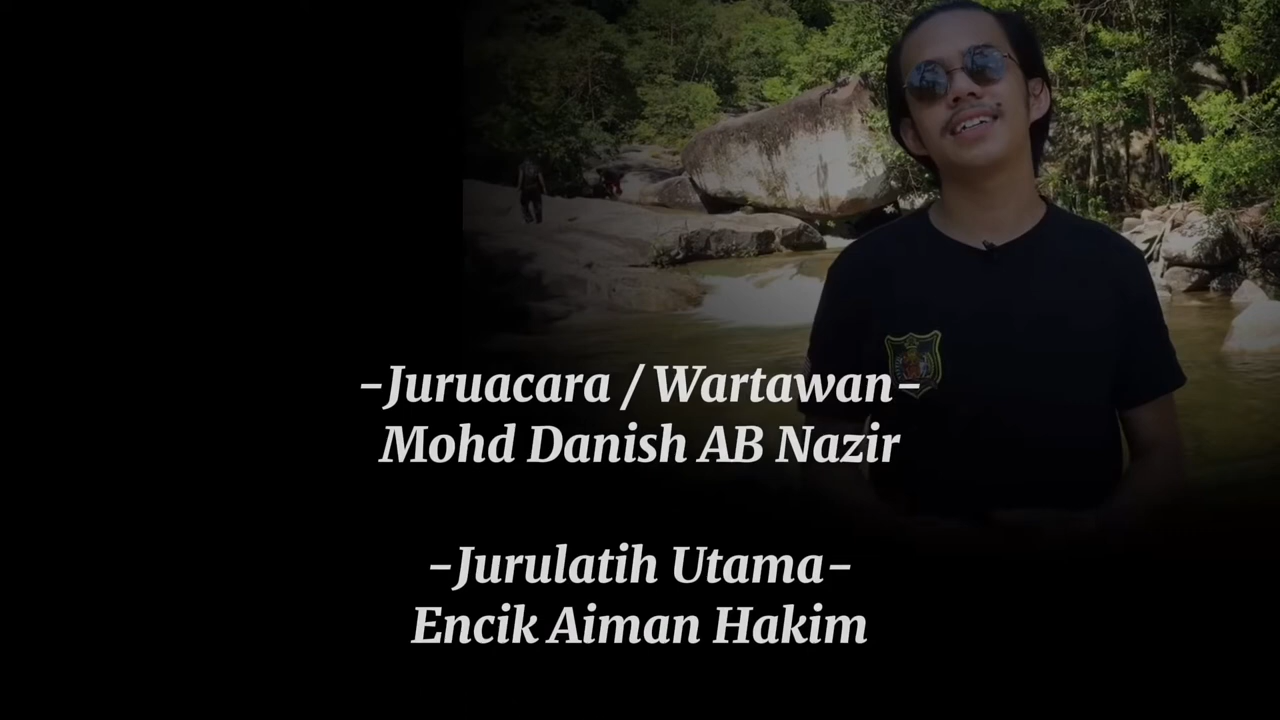 -Juruacara / Wartawan-
Mohd Danish AB Nazir
-Jurulatih Utama-
Encik Aiman Hakim